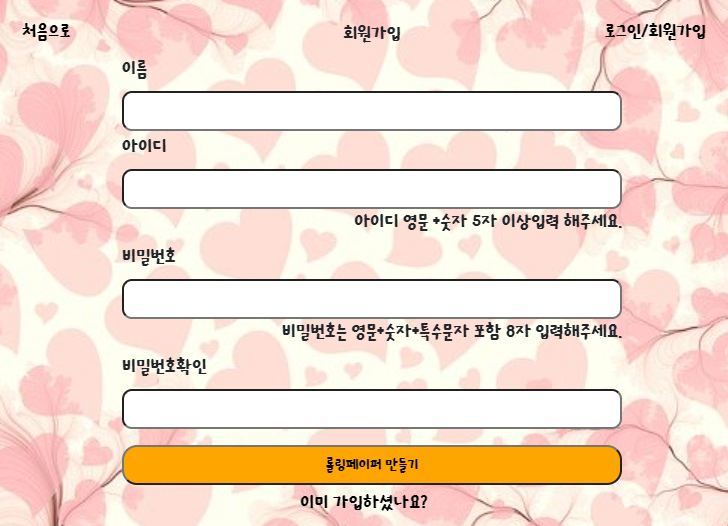 처음으로
회원가입
로그인/회원가입
이름
아이디
아이디 영문 +숫자 5자 이상입력 해주세요.
비밀번호
비밀번호는 영문+숫자+특수문자 포함 8자 입력해주세요.
비밀번호확인
롤링페이퍼 만들기
이미 가입하셨나요?